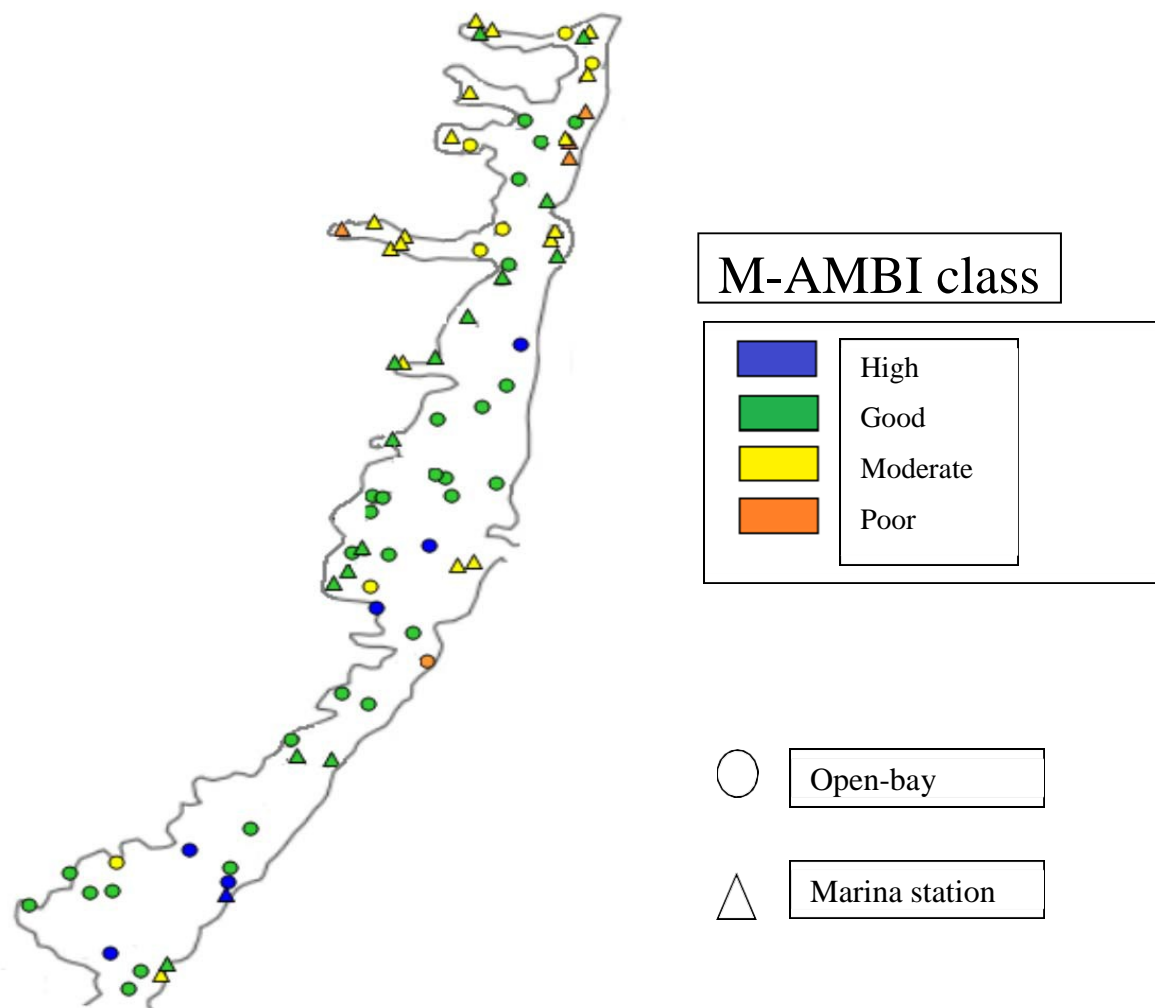 M-AMBI class
High
Good
Moderate
Poor
Open-bay
Marina station